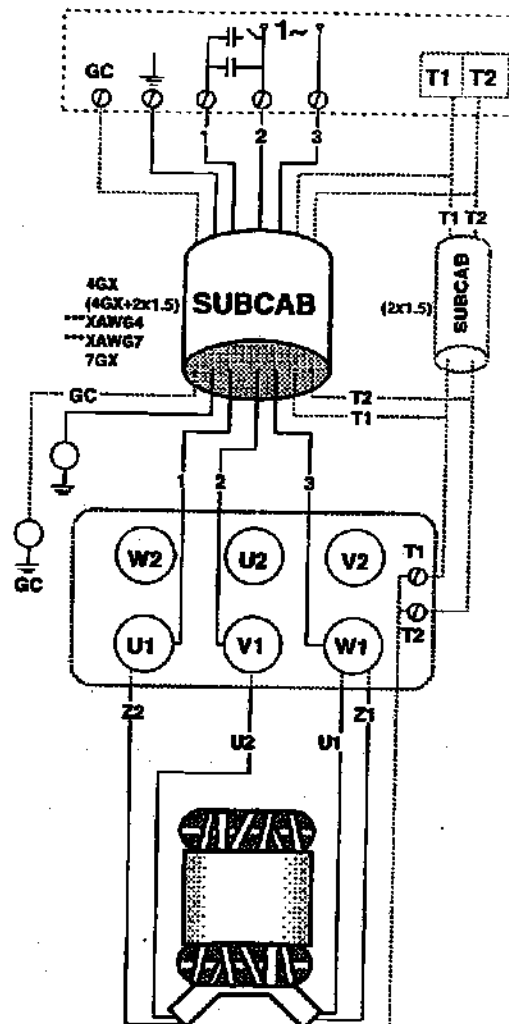 1~
GC
T1 T2
1 2 3
T1 T2
4GX
(4GX+2x1.5)
***XAWG4
***XAWG7
7GX
SUBCAB
(2x1.5)
SUBCAB
GC
T2
T1
1 2 3
GC
W2 U2 V2
T1
U1 V1 W1
T2
Z2
U2
U1
Z1